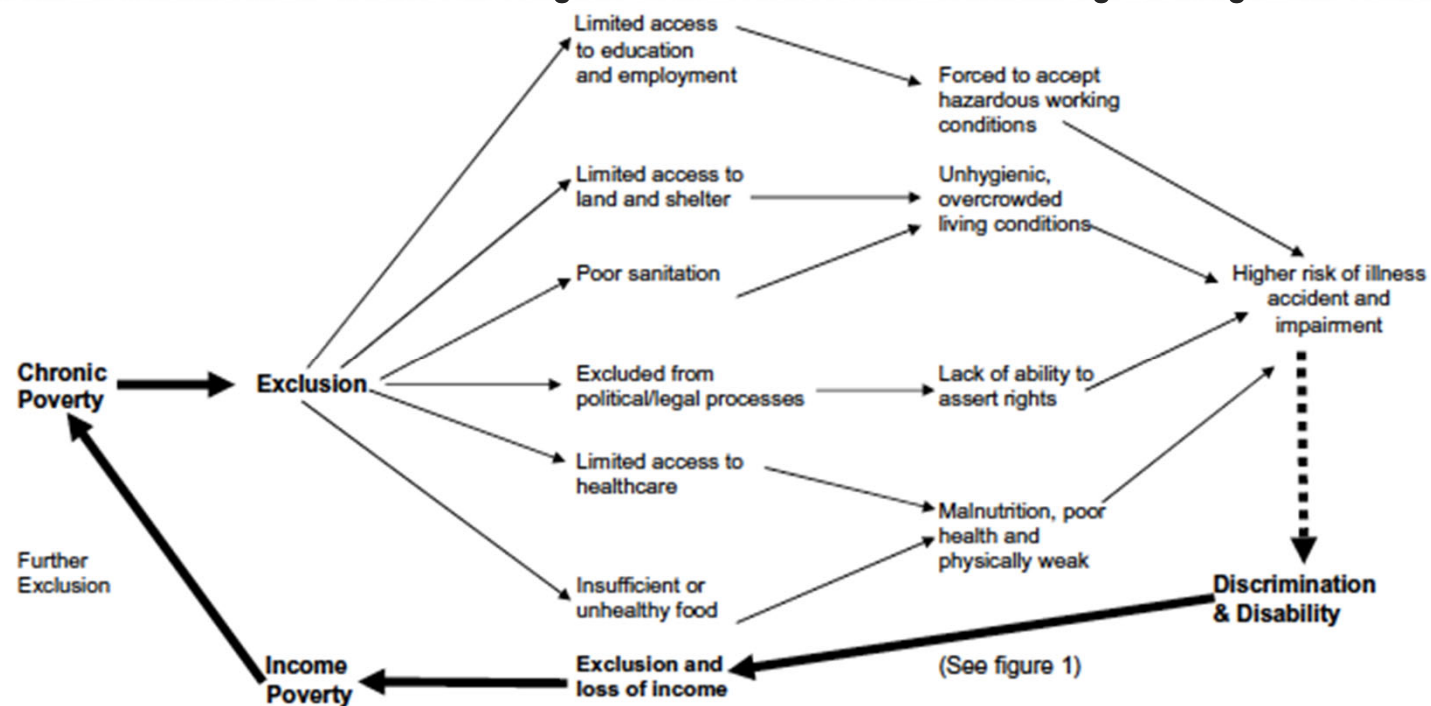 Limited access
to education
and employment
Forced to accept
hazardous working
conditions
Limited access to
land and shelter
Unhygienic,
overcrowded
living conditions
Poor sanitation
Higher risk of illness
accident and
impairment
Chronic
Poverty
Exclusion
Excluded from
political/legal processes
Lack of ability to
assert rights
Limited access to
healthcare
Malnutrition, poor
health and
physically weak
Further
Exclusion
Insufficient or
unhealthy food
Discrimination
& Disability
(See figure 1)
Exclusion and
loss of income
Income
Poverty